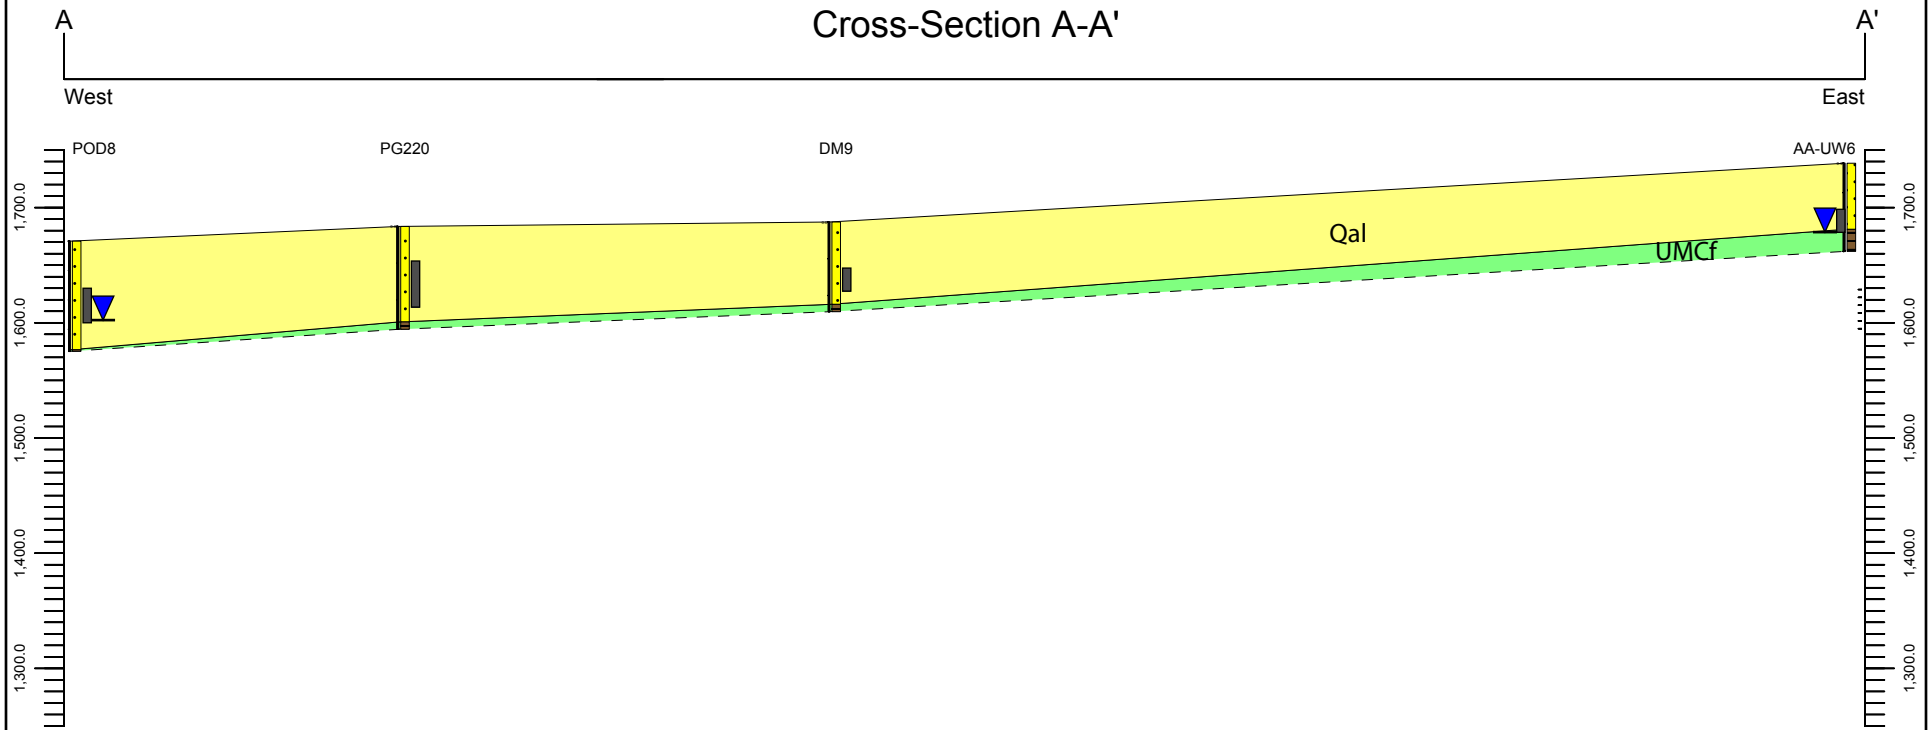 A
Cross-Section A-A'
A'
West
East
POD8
PG220
DM9
AA-UW6
1,700.0
1,700.0
Qal
UMCf
1,600.0
1,600.0
1,500.0
1,500.0
1,400.0
1,400.0
1,300.0
1,300.0